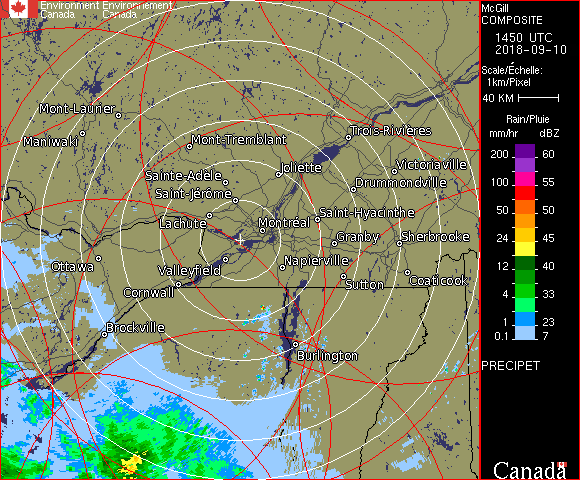 Environment Environnement
Canada Canada
McGill
COMPOSITE
1450 UTC
2018-09-10
Scale/Échelle:
1km/Pixel
40 KM
Rain/Pluie
mm/hr dBZ
200 60
100 55
50 50
24 45
12 40
4 33
1 23
0.1 7
PRECIPET
Canada
Mont-Laurier
Maniwaki
Mont-Tremblant
Trois-Rivières
Joliette
Victoriaville
Sainte-Adèle
Drummondville
Saint-Jérôme
Saint-Hyacinthe
Lachute
Montréal
Granby
Sherbrooke
Ottawa
Valleyfield
Napierville
Cornwall
Sutton
Coaticook
Brockville
Burlington